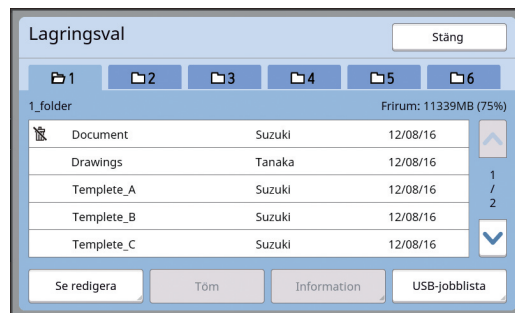 Lagringsval Stäng
1 2 3 4 5 6
1_folder Frirum: 11339MB (75%)
Document Suzuki 12/08/16
Drawings Tanaka 12/08/16
Templete_A Suzuki 12/08/16
Templete_B Suzuki 12/08/16
Templete_C Suzuki 12/08/16
1
/
2
Se redigera Töm Information USB-jobblista